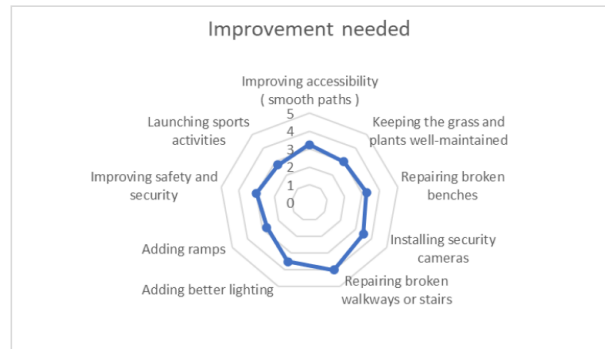 Improvement needed
Improving accessibility
( smooth paths )
Keeping the grass and
plants well-maintained
Repairing broken
benches
Installing security
cameras
Repairing broken
walkways or stairs
Adding better lighting
Adding ramps
Improving safety and
security
Launching sports
activities
5
4
3
2
1
0